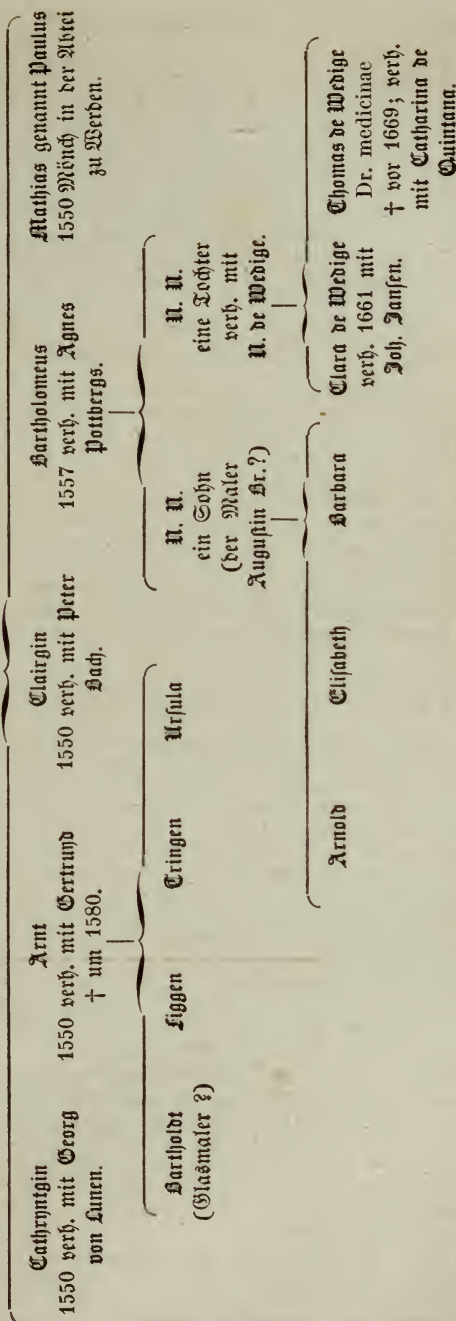 Cathryntgin
1550 verh. mit Georg
von Lunen.
Arnt
1550 verh. mit Gertruyd
† um 1580.
Clairgin
1550 verh. mit Peter
Bach.
Bartholomeus
1557 verh. mit Agnes
Pottbergs.
Mathias genannt Paulus
1550 Mönch in der Abtei
zu Werden.
Bartholdt
(Glasmaler ?)
Figgen
Tringen
Ursula
N. N.
ein Sohn
(der Maler
Augustin Br.?)
N. N.
eine Tochter
verh. mit
N. de Wedige.
Arnold
Elisabeth
Barbara
Clara de Wedige
verh. 1661 mit
Joh. Jansen.
Thomas de Wedige
Dr. medicinae
† vor 1669; verh.
mit Catharina de
Quintana.